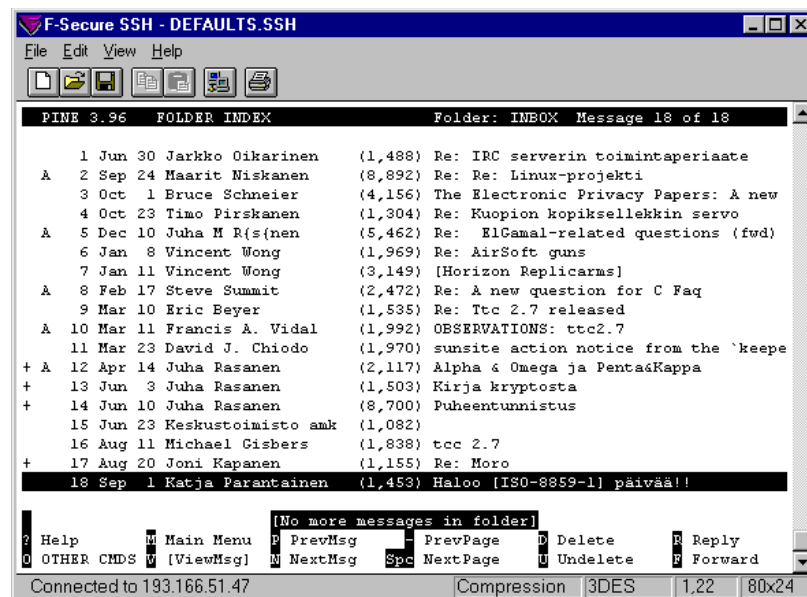 F-Secure SSH - DEFAULTS.SSH
File Edit View Help
PINE 3.96 FOLDER INDEX Folder: INBOX Message 18 of 18
1 Jun 30 Jarkko Oikarinen (1,488) Re: IRC serverin toimintaperiaate
A 2 Sep 24 Maarit Niskanen (8,892) Re: Re: Linux-projekti
3 Oct 1 Bruce Schneier (4,156) The Electronic Privacy Papers: A new
4 Oct 23 Timo Pirskanen (1,304) Re: Kuopion kopiksellekkin servo
A 5 Dec 10 Juha M R{s{nen (5,462) Re: ElGamal-related questions (fwd)
6 Jan 8 Vincent Wong (1,969) Re: AirSoft guns
7 Jan 11 Vincent Wong (3,149) [Horizon Replicarms]
A 8 Feb 17 Steve Summit (2,472) Re: A new question for C Faq
9 Mar 10 Eric Beyer (1,535) Re: Ttc 2.7 released
A 10 Mar 11 Francis A. Vidal (1,992) OBSERVATIONS: ttc2.7
11 Mar 23 David J. Chiodo (1,970) sunsite action notice from the `keepe
+ A 12 Apr 14 Juha Rasanen (2,117) Alpha & Omega ja Penta&Kappa
+ 13 Jun 3 Juha Rasanen (1,503) Kirja kryptosta
+ 14 Jun 10 Juha Rasanen (8,700) Puheentunnistus
15 Jun 23 Keskustoimisto amk (1,082)
16 Aug 11 Michael Gisbers (1,838) tcc 2.7
+ 17 Aug 20 Joni Kapanen (1,155) Re: Moro
18 Sep 1 Katja Parantainen (1,453) Haloo [ISO-8859-1] päivää!!
[No more messages in folder]
? Help M Main Menu P PrevMsg - PrevPage D Delete R Reply
O OTHER CMDS V [ViewMsg] N NextMsg Spc NextPage U Undelete F Forward
Connected to 193.166.51.47 Compression 3DES 1,22 80x24